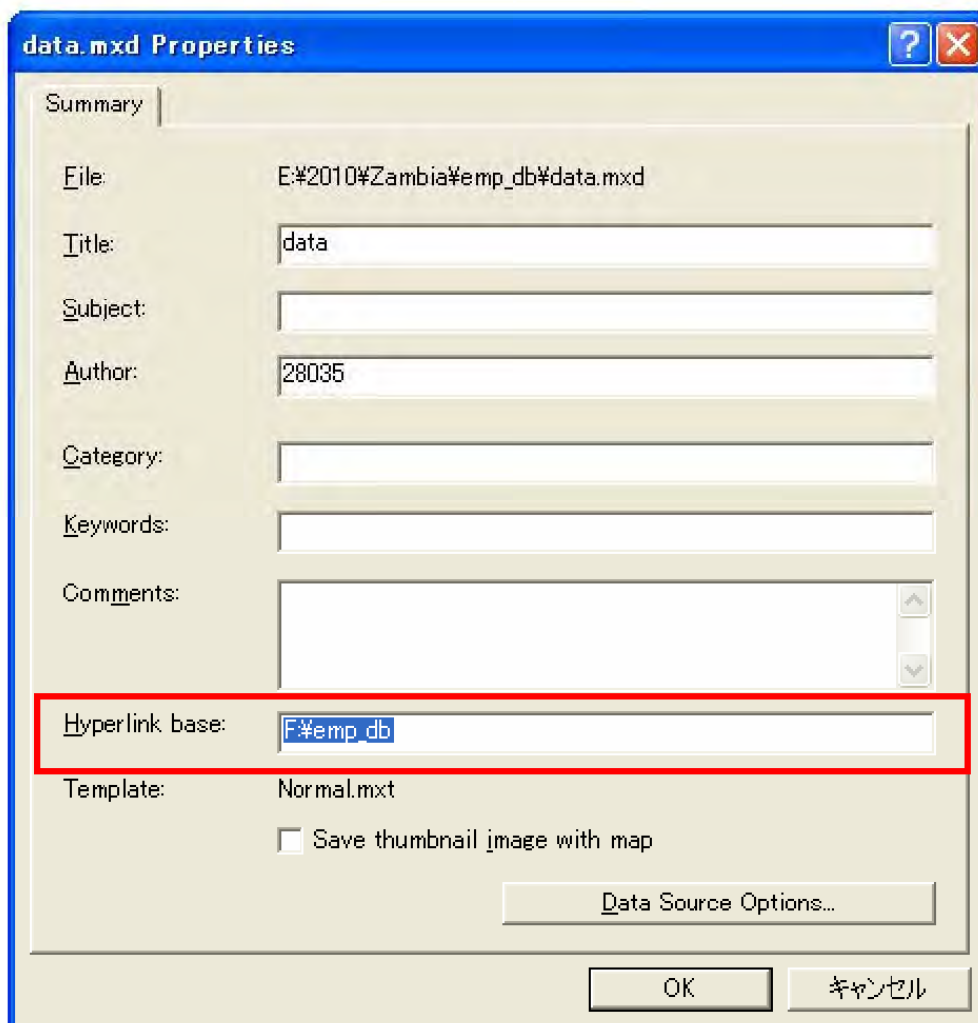 data.mxd Properties
Summary
File: E:¥2010¥Zambia¥emp_db¥data.mxd
Title: data
Subject:
Author: 28035
Category:
Keywords:
Comments:
Hyperlink base: F:¥emp_db
Template: Normal.mxt
Save thumbnail image with map
Data Source Options...
OK キャンセル